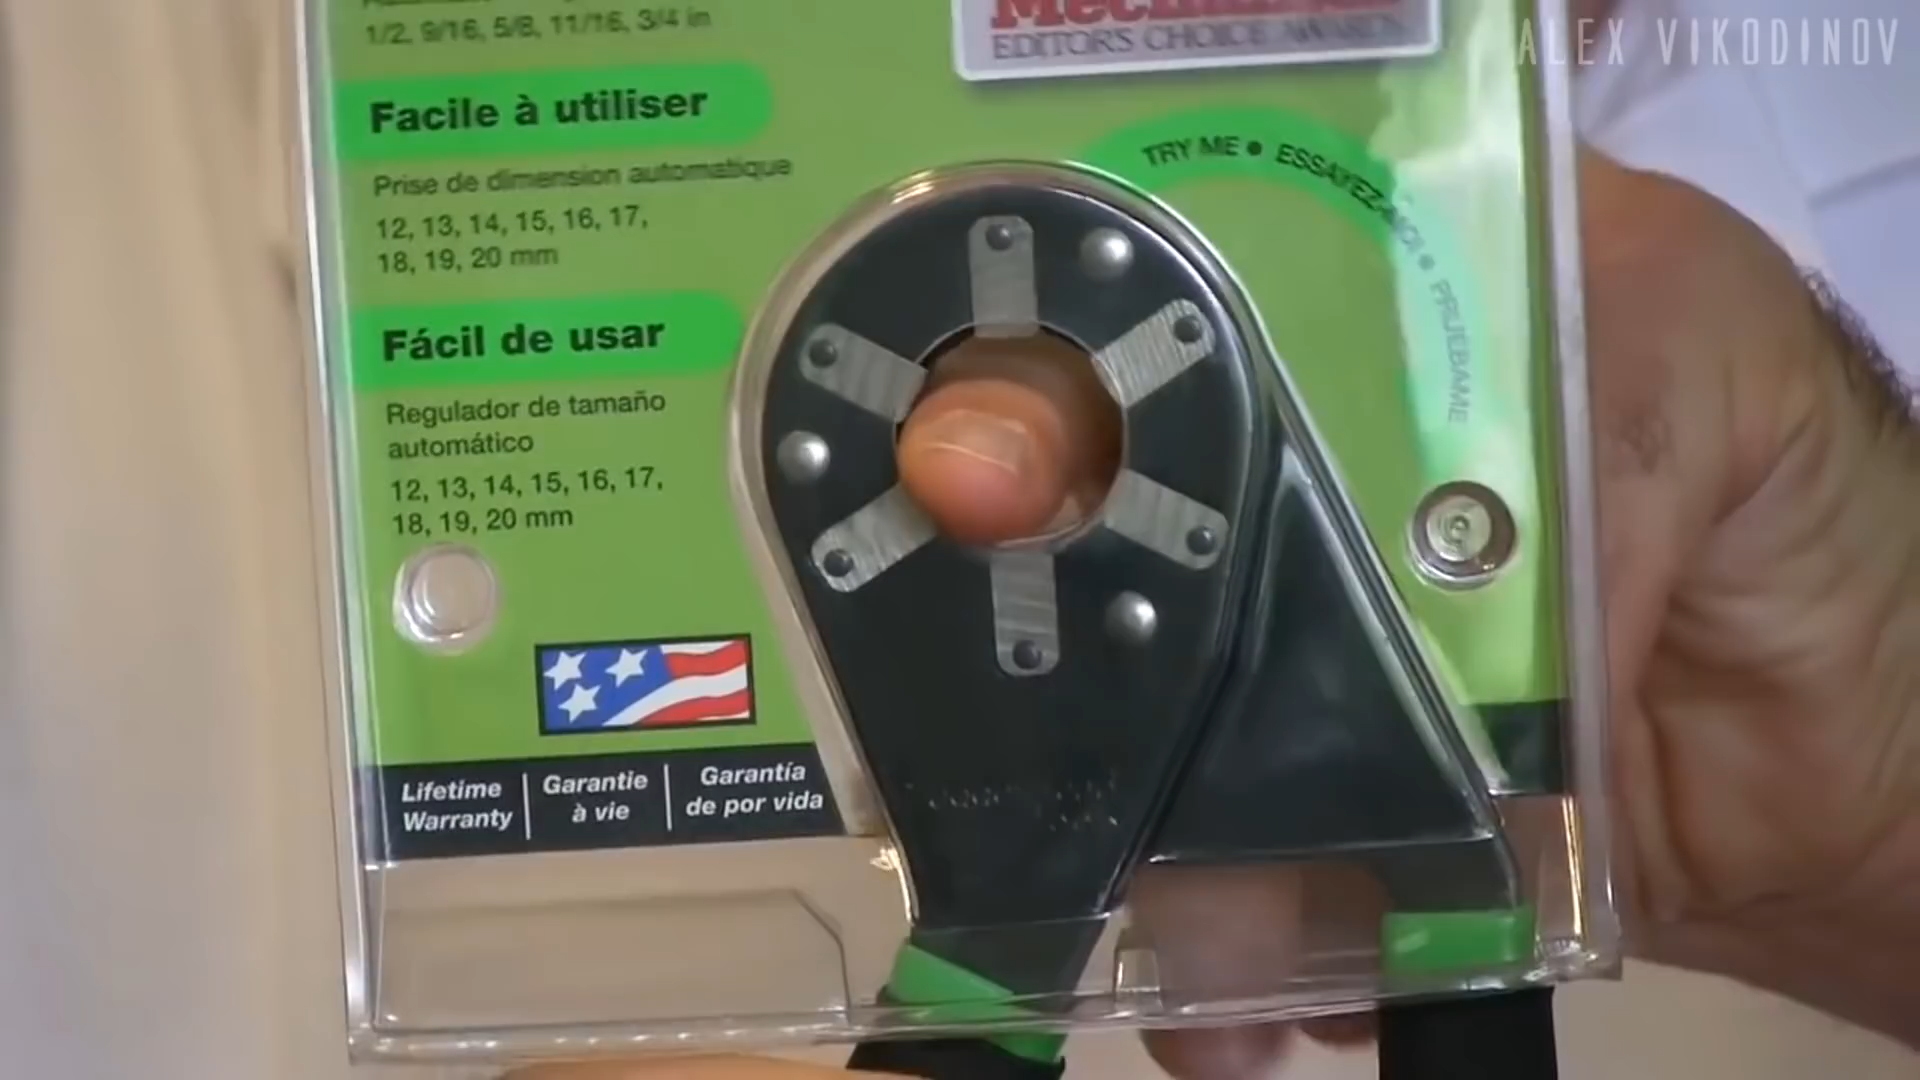 1/2, 9/16, 5/8, 11/16, 3/4 in
EDITORS CHOICE AWARDS
ALEX VIKODINOV
Facile à utiliser
Prise de dimension automatique
12, 13, 14, 15, 16, 17,
18, 19, 20 mm
TRY ME • ESSAYEZ-MOI • PRUEBAME
Fácil de usar
Regulador de tamaño
automático
12, 13, 14, 15, 16, 17,
18, 19, 20 mm
Lifetime
Warranty
Garantie
à vie
Garantía
de por vida